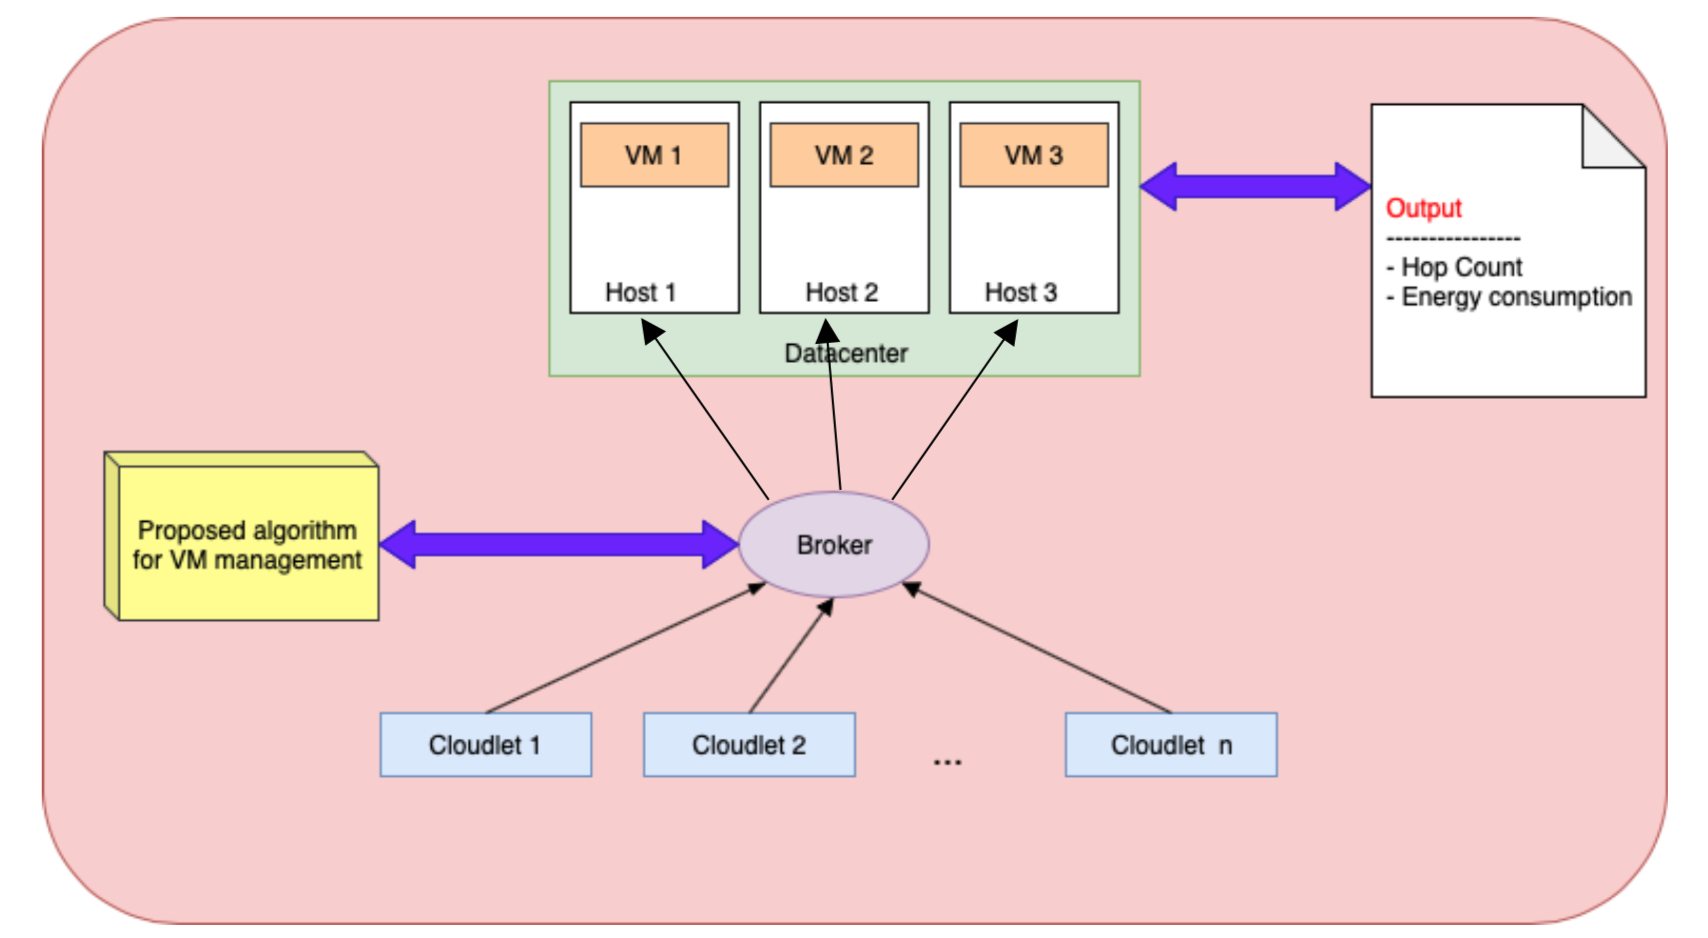 VM 1
VM 2
VM 3
Host 1
Host 2
Host 3
Datacenter
Output
----------------
- Hop Count
- Energy consumption
Proposed algorithm
for VM management
Broker
Cloudlet 1
Cloudlet 2
...
Cloudlet n